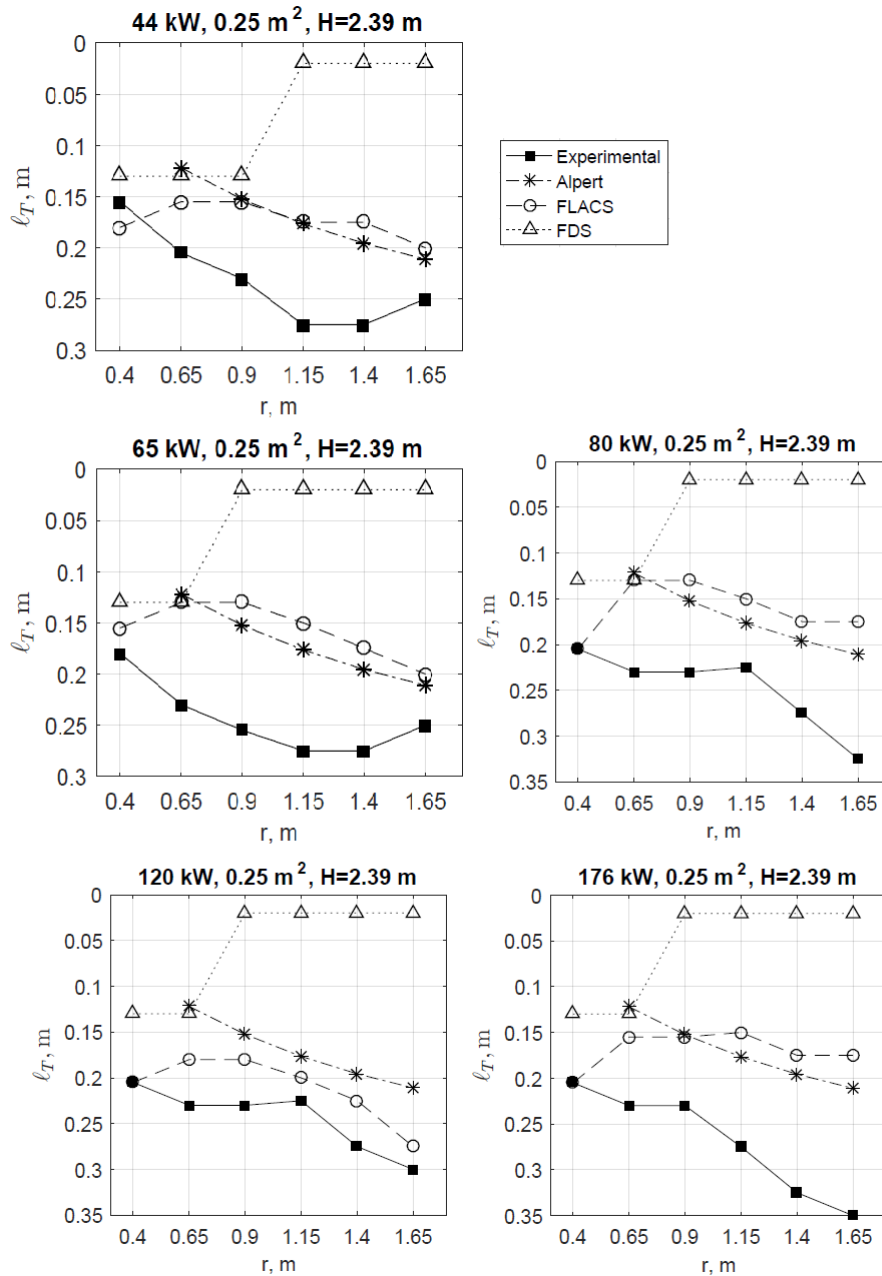 44 kW, 0.25 m², H=2.39 m
0
0.05
0.1
0.15
0.2
0.25
0.3
ℓ_T, m
0.4 0.65 0.9 1.15 1.4 1.65
r, m
Experimental
Alpert
FLACS
FDS
65 kW, 0.25 m², H=2.39 m
0
0.05
0.1
0.15
0.2
0.25
0.3
ℓ_T, m
0.4 0.65 0.9 1.15 1.4 1.65
r, m
80 kW, 0.25 m², H=2.39 m
0
0.05
0.1
0.15
0.2
0.25
0.3
0.35
ℓ_T, m
0.4 0.65 0.9 1.15 1.4 1.65
r, m
120 kW, 0.25 m², H=2.39 m
0
0.05
0.1
0.15
0.2
0.25
0.3
0.35
ℓ_T, m
0.4 0.65 0.9 1.15 1.4 1.65
r, m
176 kW, 0.25 m², H=2.39 m
0
0.05
0.1
0.15
0.2
0.25
0.3
0.35
ℓ_T, m
0.4 0.65 0.9 1.15 1.4 1.65
r, m